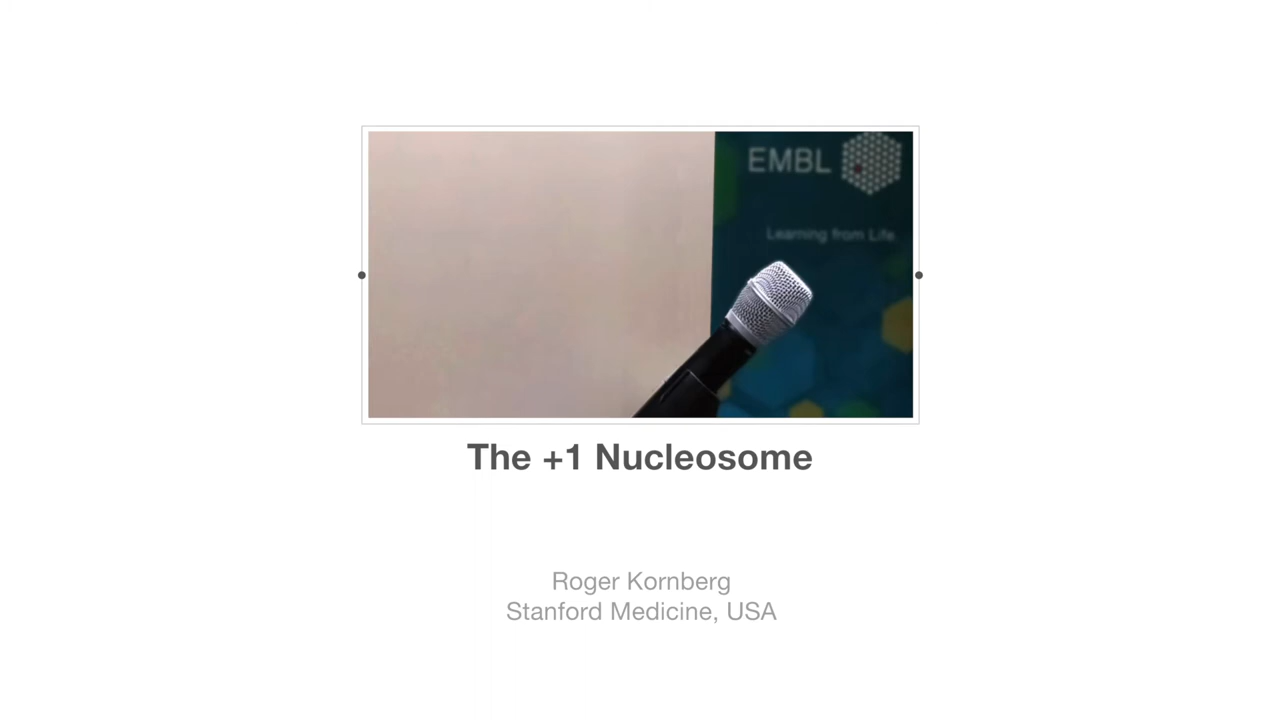 EMBL
Learning from Life.
The +1 Nucleosome
Roger Kornberg
Stanford Medicine, USA